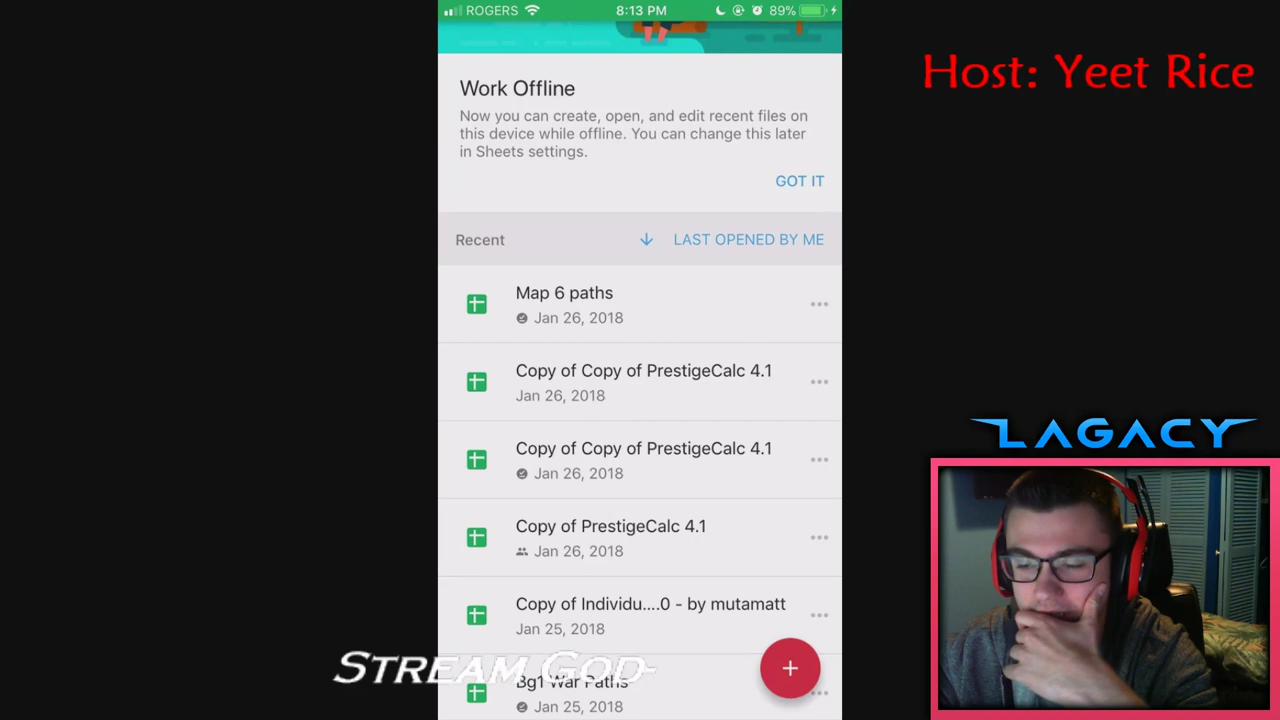 ROGERS 8:13 PM 89%
Host: Yeet Rice
Work Offline
Now you can create, open, and edit recent files on
this device while offline. You can change this later
in Sheets settings.
GOT IT
Recent LAST OPENED BY ME
Map 6 paths
Jan 26, 2018
Copy of Copy of PrestigeCalc 4.1
Jan 26, 2018
Copy of Copy of PrestigeCalc 4.1
Jan 26, 2018
Copy of PrestigeCalc 4.1
Jan 26, 2018
Copy of Individu....0 - by mutamatt
Jan 25, 2018
Bg1 War Paths
Jan 25, 2018
LAGACY
STREAM GOD-